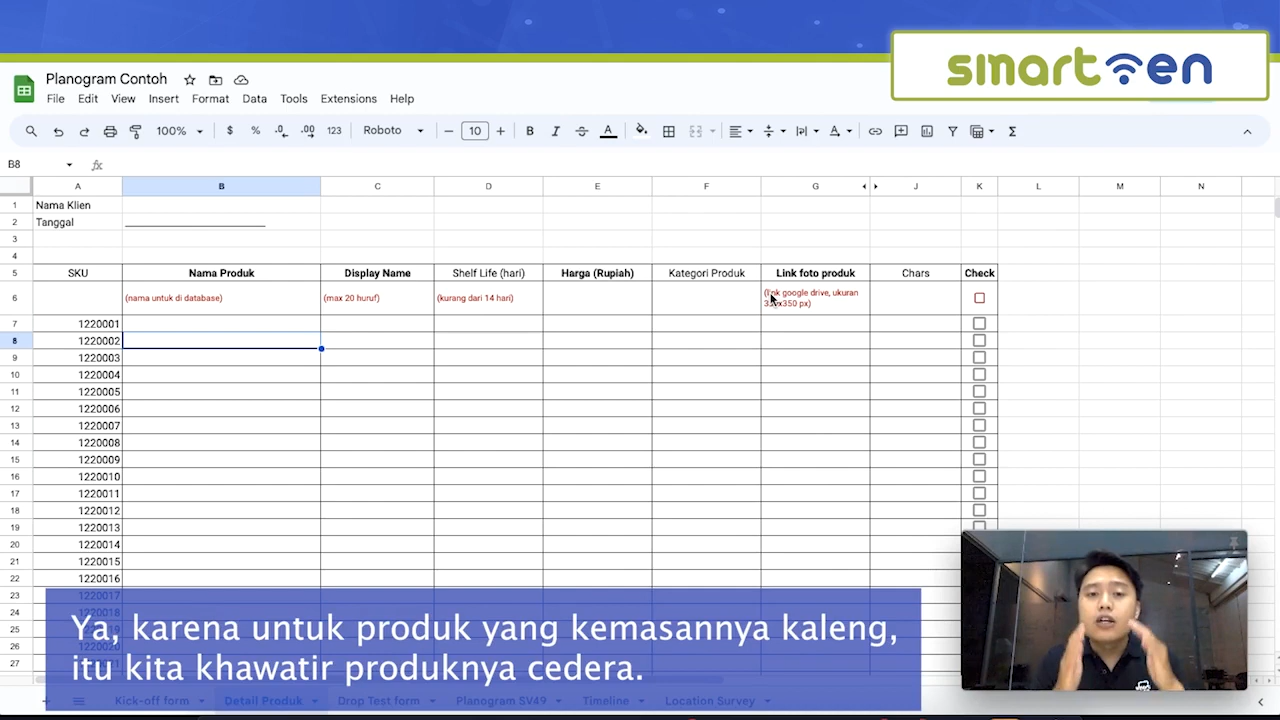 smarten
Planogram Contoh
File Edit View Insert Format Data Tools Extensions Help
100% $ % .0 .00 123 Roboto 10 B I A
B8 fx
A B C D E F G J K L M N
1 Nama Klien
2 Tanggal
3
4
5 SKU Nama Produk Display Name Shelf Life (hari) Harga (Rupiah) Kategori Produk Link foto produk Chars Check
6 (nama untuk di database) (max 20 huruf) (kurang dari 14 hari) (link google drive, ukuran
350x350 px)
7 1220001
8 1220002
9 1220003
10 1220004
11 1220005
12 1220006
13 1220007
14 1220008
15 1220009
16 1220010
17 1220011
18 1220012
19 1220013
20 1220014
21 1220015
22 1220016
23 1220017
24 1220018
25
26
27
Ya, karena untuk produk yang kemasannya kaleng,
itu kita khawatir produknya cedera.
Kick-off form Detail Produk Drop Test form Planogram SV49 Timeline Location Survey